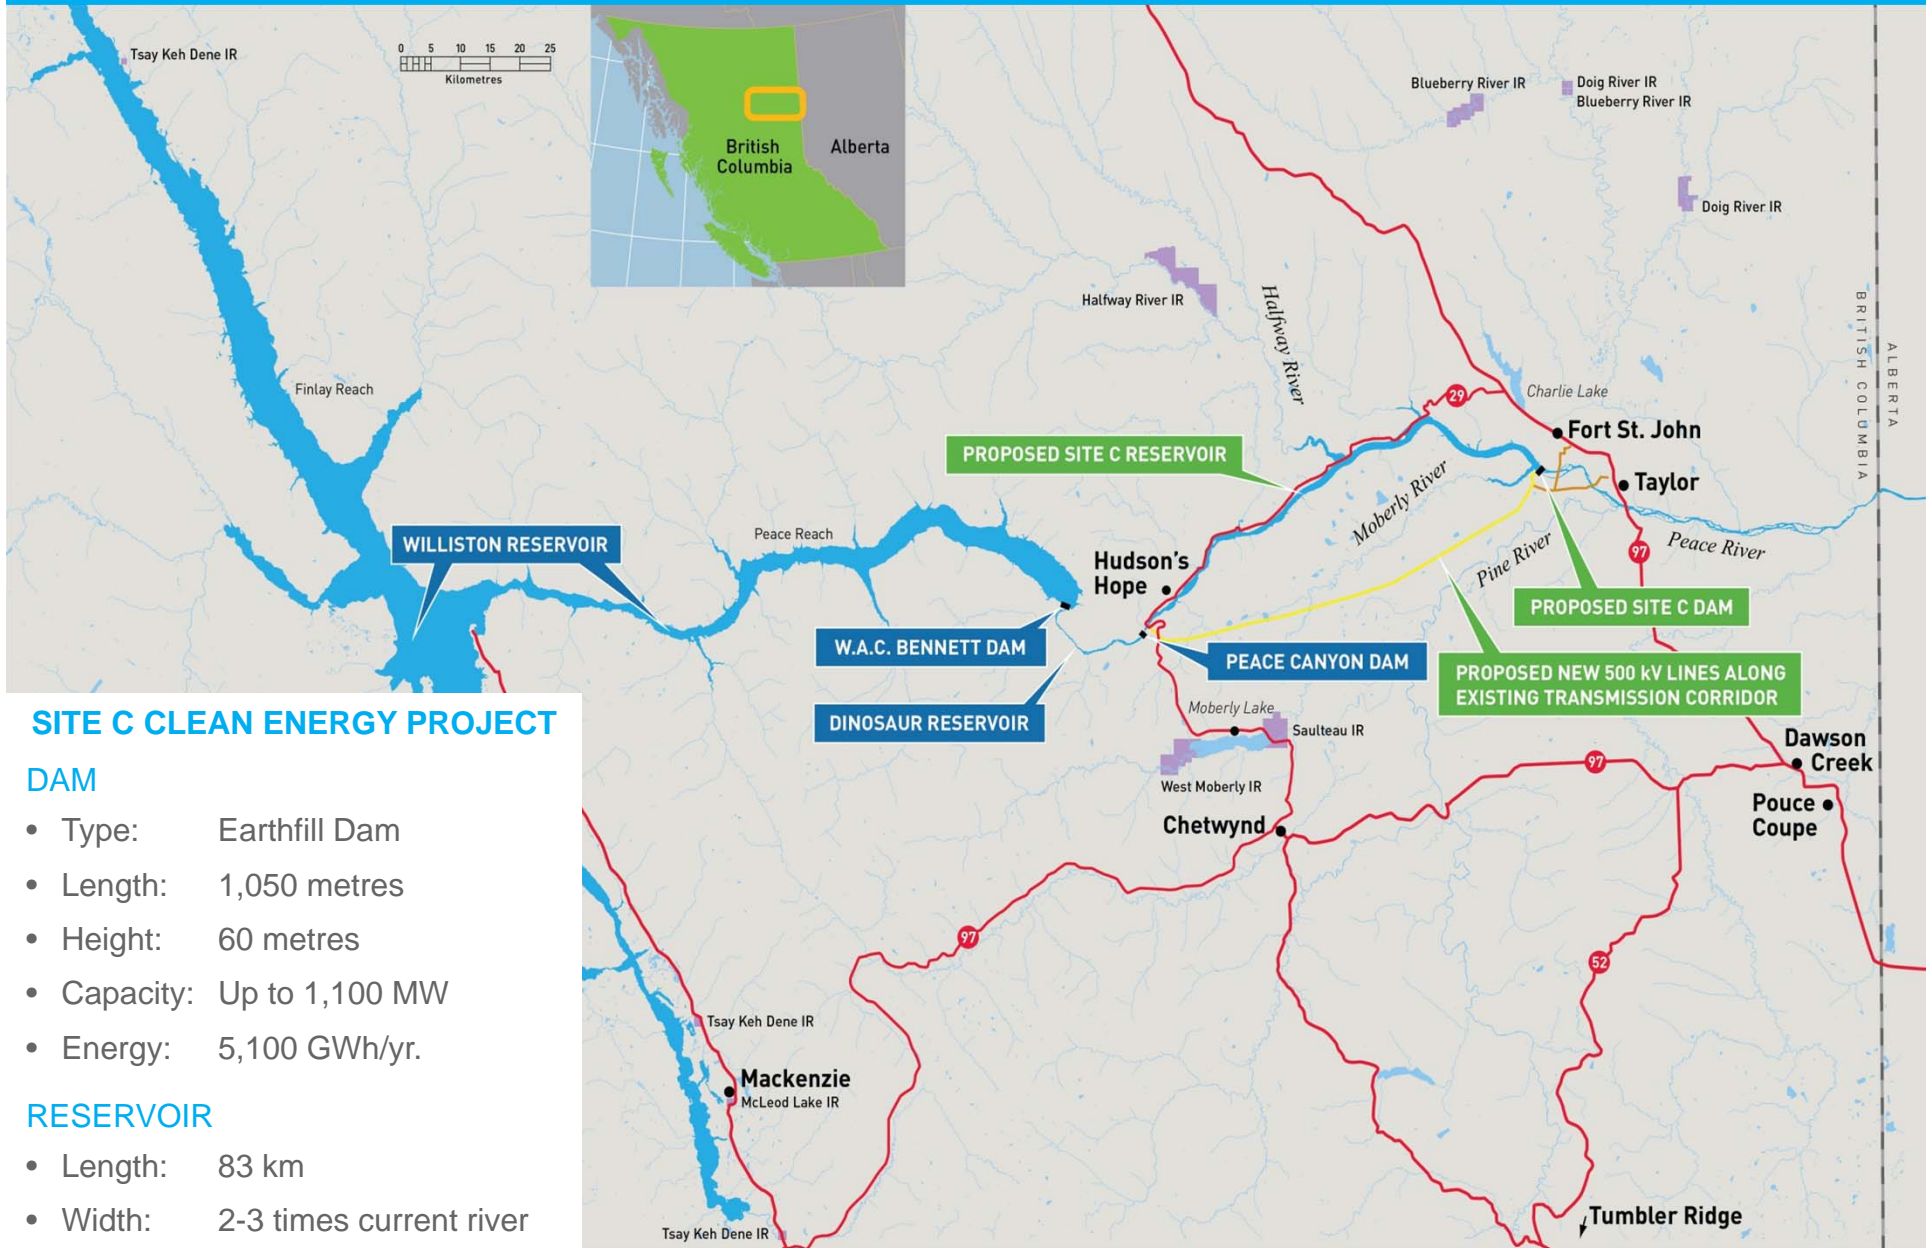 Tsay Keh Dene IR
0 5 10 15 20 25
Kilometres
British
Columbia
Alberta
Blueberry River IR
Doig River IR
Blueberry River IR
Doig River IR
Halfway River IR
Halfway River
BRITISH COLUMBIA
ALBERTA
Finlay Reach
29
Charlie Lake
Fort St. John
PROPOSED SITE C RESERVOIR
Taylor
Moberly River
WILLISTON RESERVOIR
Peace Reach
Hudson's
Hope
Pine River
97
Peace River
PROPOSED SITE C DAM
W.A.C. BENNETT DAM
PEACE CANYON DAM
PROPOSED NEW 500 kV LINES ALONG
EXISTING TRANSMISSION CORRIDOR
DINOSAUR RESERVOIR
Moberly Lake
Saulteau IR
West Moberly IR
97
Dawson
Creek
Pouce
Coupe
Chetwynd
97
52
Tsay Keh Dene IR
Mackenzie
McLeod Lake IR
Tsay Keh Dene IR
Tumbler Ridge
SITE C CLEAN ENERGY PROJECT
DAM
• Type: Earthfill Dam
• Length: 1,050 metres
• Height: 60 metres
• Capacity: Up to 1,100 MW
• Energy: 5,100 GWh/yr.
RESERVOIR
• Length: 83 km
• Width: 2-3 times current river